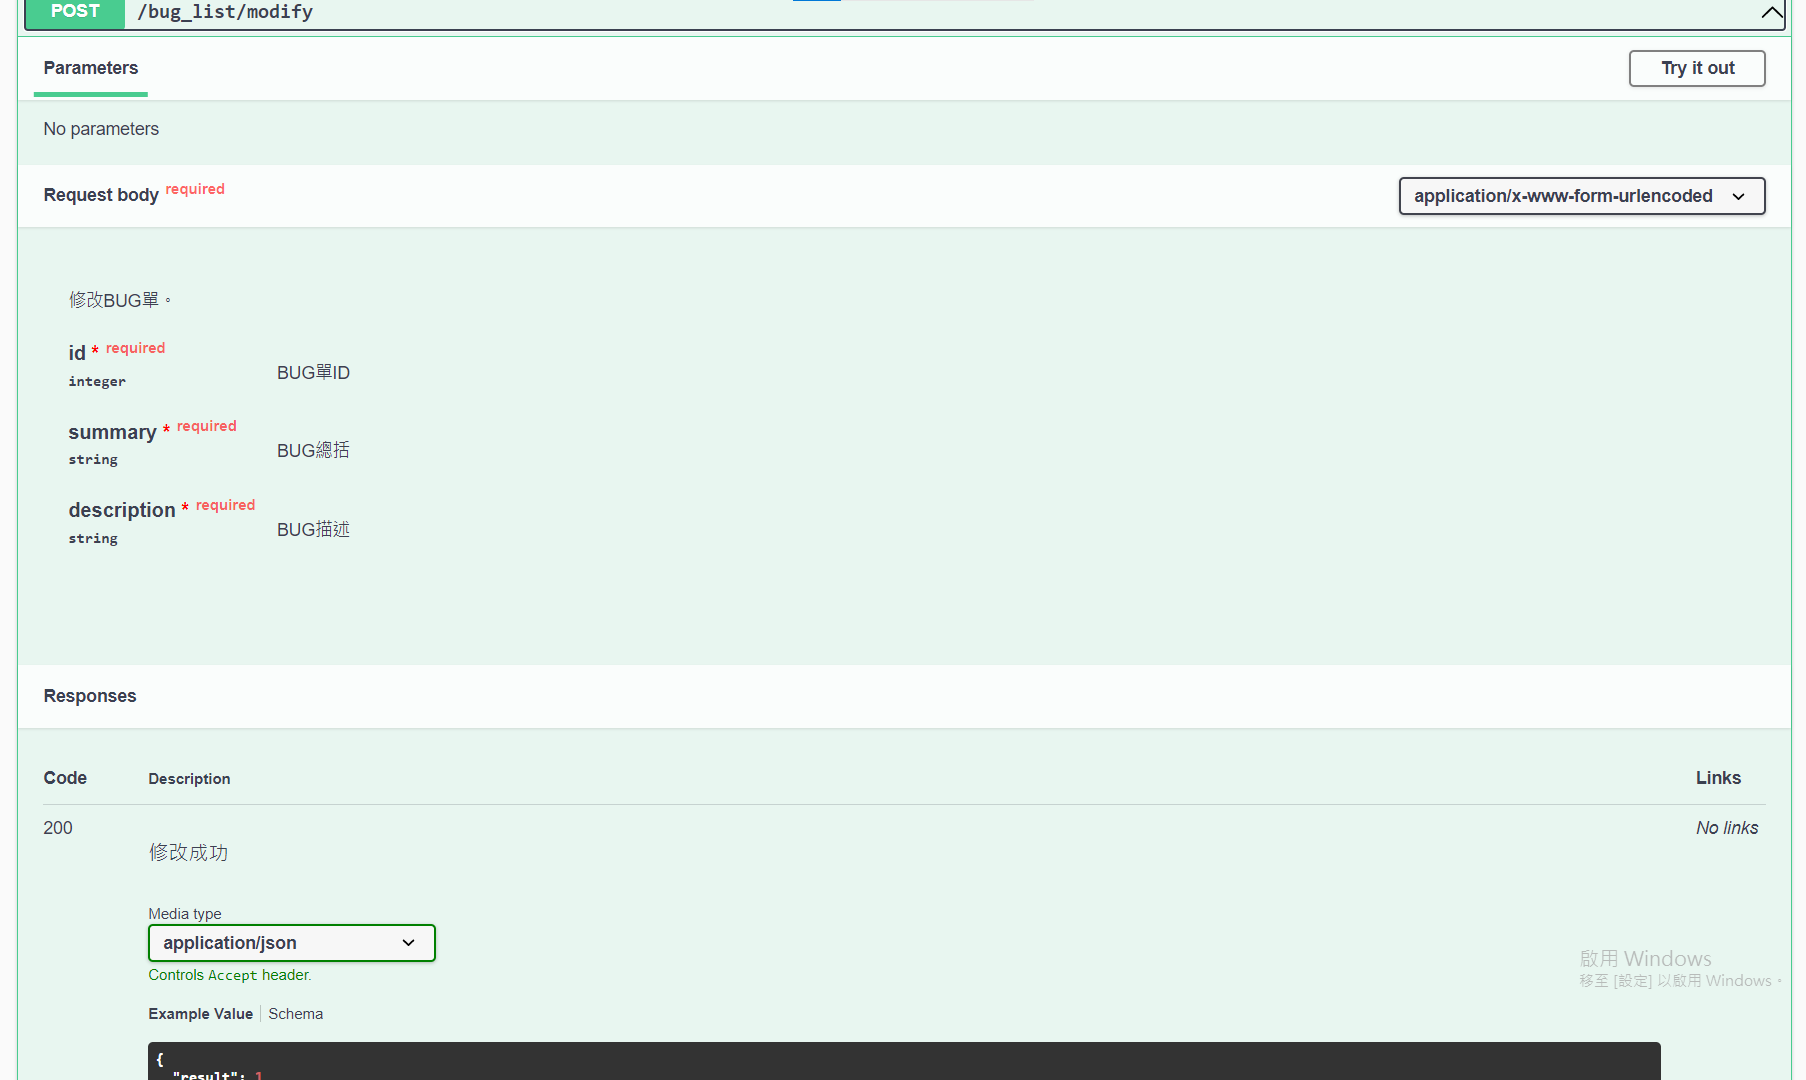 POST /bug_list/modify
Parameters
Try it out
No parameters
Request body required
application/x-www-form-urlencoded
修改BUG單。
id * required
integer
BUG單ID
summary * required
string
BUG總括
description * required
string
BUG描述
Responses
Code Description Links
200
修改成功
No links
Media type
application/json
Controls Accept header.
Example Value Schema
{
"result": 1
啟用 Windows
移至 [設定] 以啟用 Windows。